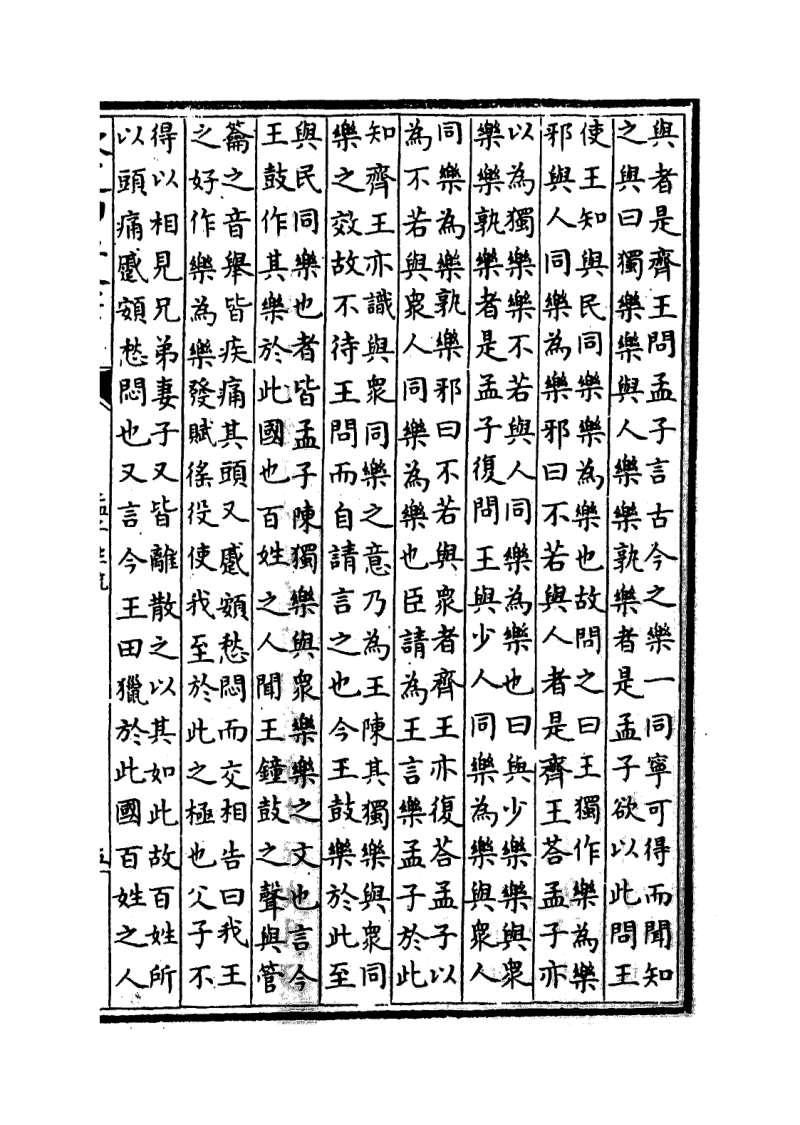 與者是齊王問孟子言古今之樂一同寧可得而聞知
之與曰獨樂樂與人樂樂孰樂者是孟子欲以此問王
使王知與民同樂樂為樂也故問之曰王獨作樂為樂
邪與人同樂為樂邪曰不若與人者是齊王荅孟子亦
以為獨樂樂不若與人同樂為樂也曰與少樂樂與衆
樂樂孰樂者是孟子復問王與少人同樂為樂與衆人
同樂為樂孰樂邪曰不若與衆者齊王亦復荅孟子以
為不若與衆人同樂為樂也臣請為王言樂孟子於此
知齊王亦識與衆同樂之意乃為王陳其獨樂與衆同
樂之效故不待王問而自請言之也今王鼓樂於此至
與民同樂也者皆孟子陳獨樂與衆樂樂之文也言今
王鼓作其樂於此國也百姓之人聞王鐘鼓之聲與管
籥之音舉皆疾痛其頭又蹙頞愁悶而交相告曰我王
之好作樂為樂發賦徭役使我至於此之極也父子不
得以相見兄弟妻子又皆離散之以其如此故百姓所
以頭痛蹙頞愁悶也又言今王田獵於此國百姓之人